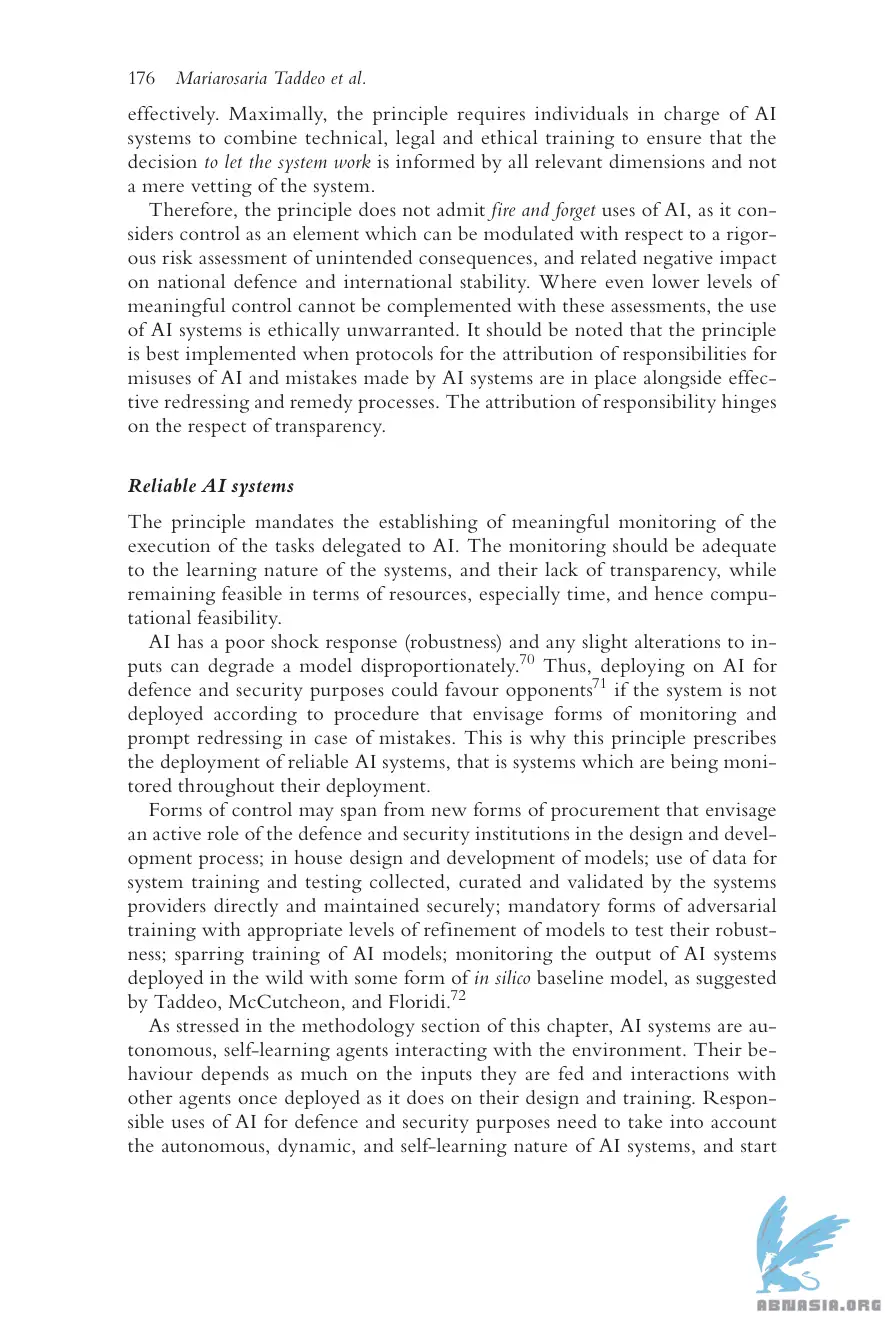 176 Mariarosaria Taddeo et al.
effectively. Maximally, the principle requires individuals in charge of AI
systems to combine technical, legal and ethical training to ensure that the
decision to let the system work is informed by all relevant dimensions and not
a mere vetting of the system.
Therefore, the principle does not admit fire and forget uses of AI, as it con-
siders control as an element which can be modulated with respect to a rigor-
ous risk assessment of unintended consequences, and related negative impact
on national defence and international stability. Where even lower levels of
meaningful control cannot be complemented with these assessments, the use
of AI systems is ethically unwarranted. It should be noted that the principle
is best implemented when protocols for the attribution of responsibilities for
misuses of AI and mistakes made by AI systems are in place alongside effec-
tive redressing and remedy processes. The attribution of responsibility hinges
on the respect of transparency.
Reliable AI systems
The principle mandates the establishing of meaningful monitoring of the
execution of the tasks delegated to AI. The monitoring should be adequate
to the learning nature of the systems, and their lack of transparency, while
remaining feasible in terms of resources, especially time, and hence compu-
tational feasibility.
AI has a poor shock response (robustness) and any slight alterations to in-
puts can degrade a model disproportionately.70 Thus, deploying on AI for
defence and security purposes could favour opponents71 if the system is not
deployed according to procedure that envisage forms of monitoring and
prompt redressing in case of mistakes. This is why this principle prescribes
the deployment of reliable AI systems, that is systems which are being moni-
tored throughout their deployment.
Forms of control may span from new forms of procurement that envisage
an active role of the defence and security institutions in the design and devel-
opment process; in house design and development of models; use of data for
system training and testing collected, curated and validated by the systems
providers directly and maintained securely; mandatory forms of adversarial
training with appropriate levels of refinement of models to test their robust-
ness; sparring training of AI models; monitoring the output of AI systems
deployed in the wild with some form of in silico baseline model, as suggested
by Taddeo, McCutcheon, and Floridi.72
As stressed in the methodology section of this chapter, AI systems are au-
tonomous, self-learning agents interacting with the environment. Their be-
haviour depends as much on the inputs they are fed and interactions with
other agents once deployed as it does on their design and training. Respon-
sible uses of AI for defence and security purposes need to take into account
the autonomous, dynamic, and self-learning nature of AI systems, and start
ABNASIA.ORG